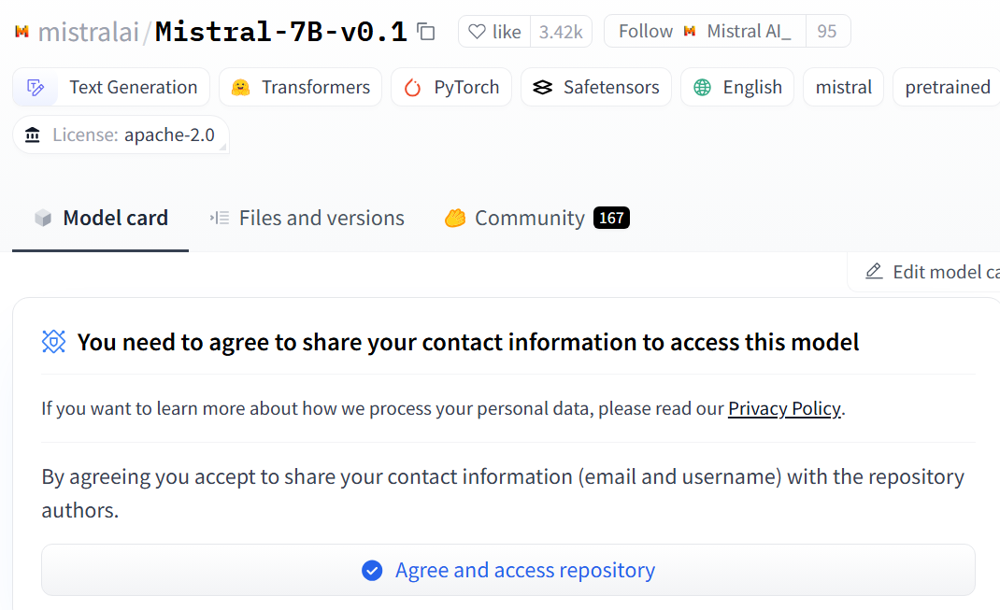 mistralai/Mistral-7B-v0.1 like 3.42k Follow Mistral AI_ 95
Text Generation Transformers PyTorch Safetensors English mistral pretrained
License: apache-2.0
Model card Files and versions Community 167
Edit model ca
You need to agree to share your contact information to access this model
If you want to learn more about how we process your personal data, please read our Privacy Policy.
By agreeing you accept to share your contact information (email and username) with the repository
authors.
Agree and access repository